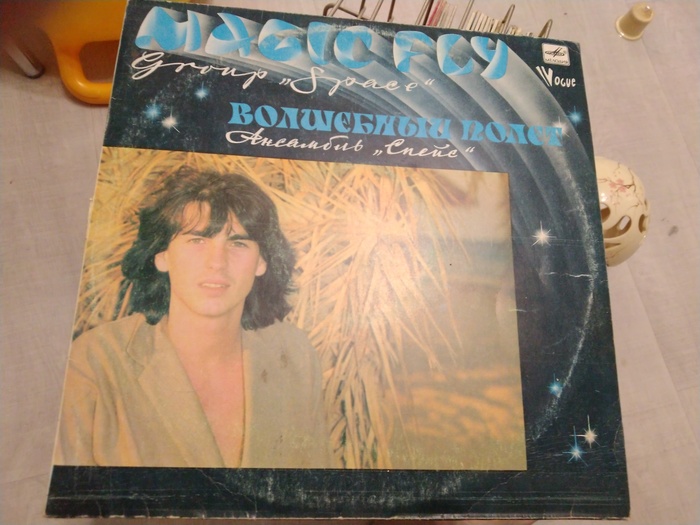 MAGIC FLY
Group „Space“
Vogue
ВОЛШЕБНЫЙ ПОЛЕТ
Ансамбль „Спейс“